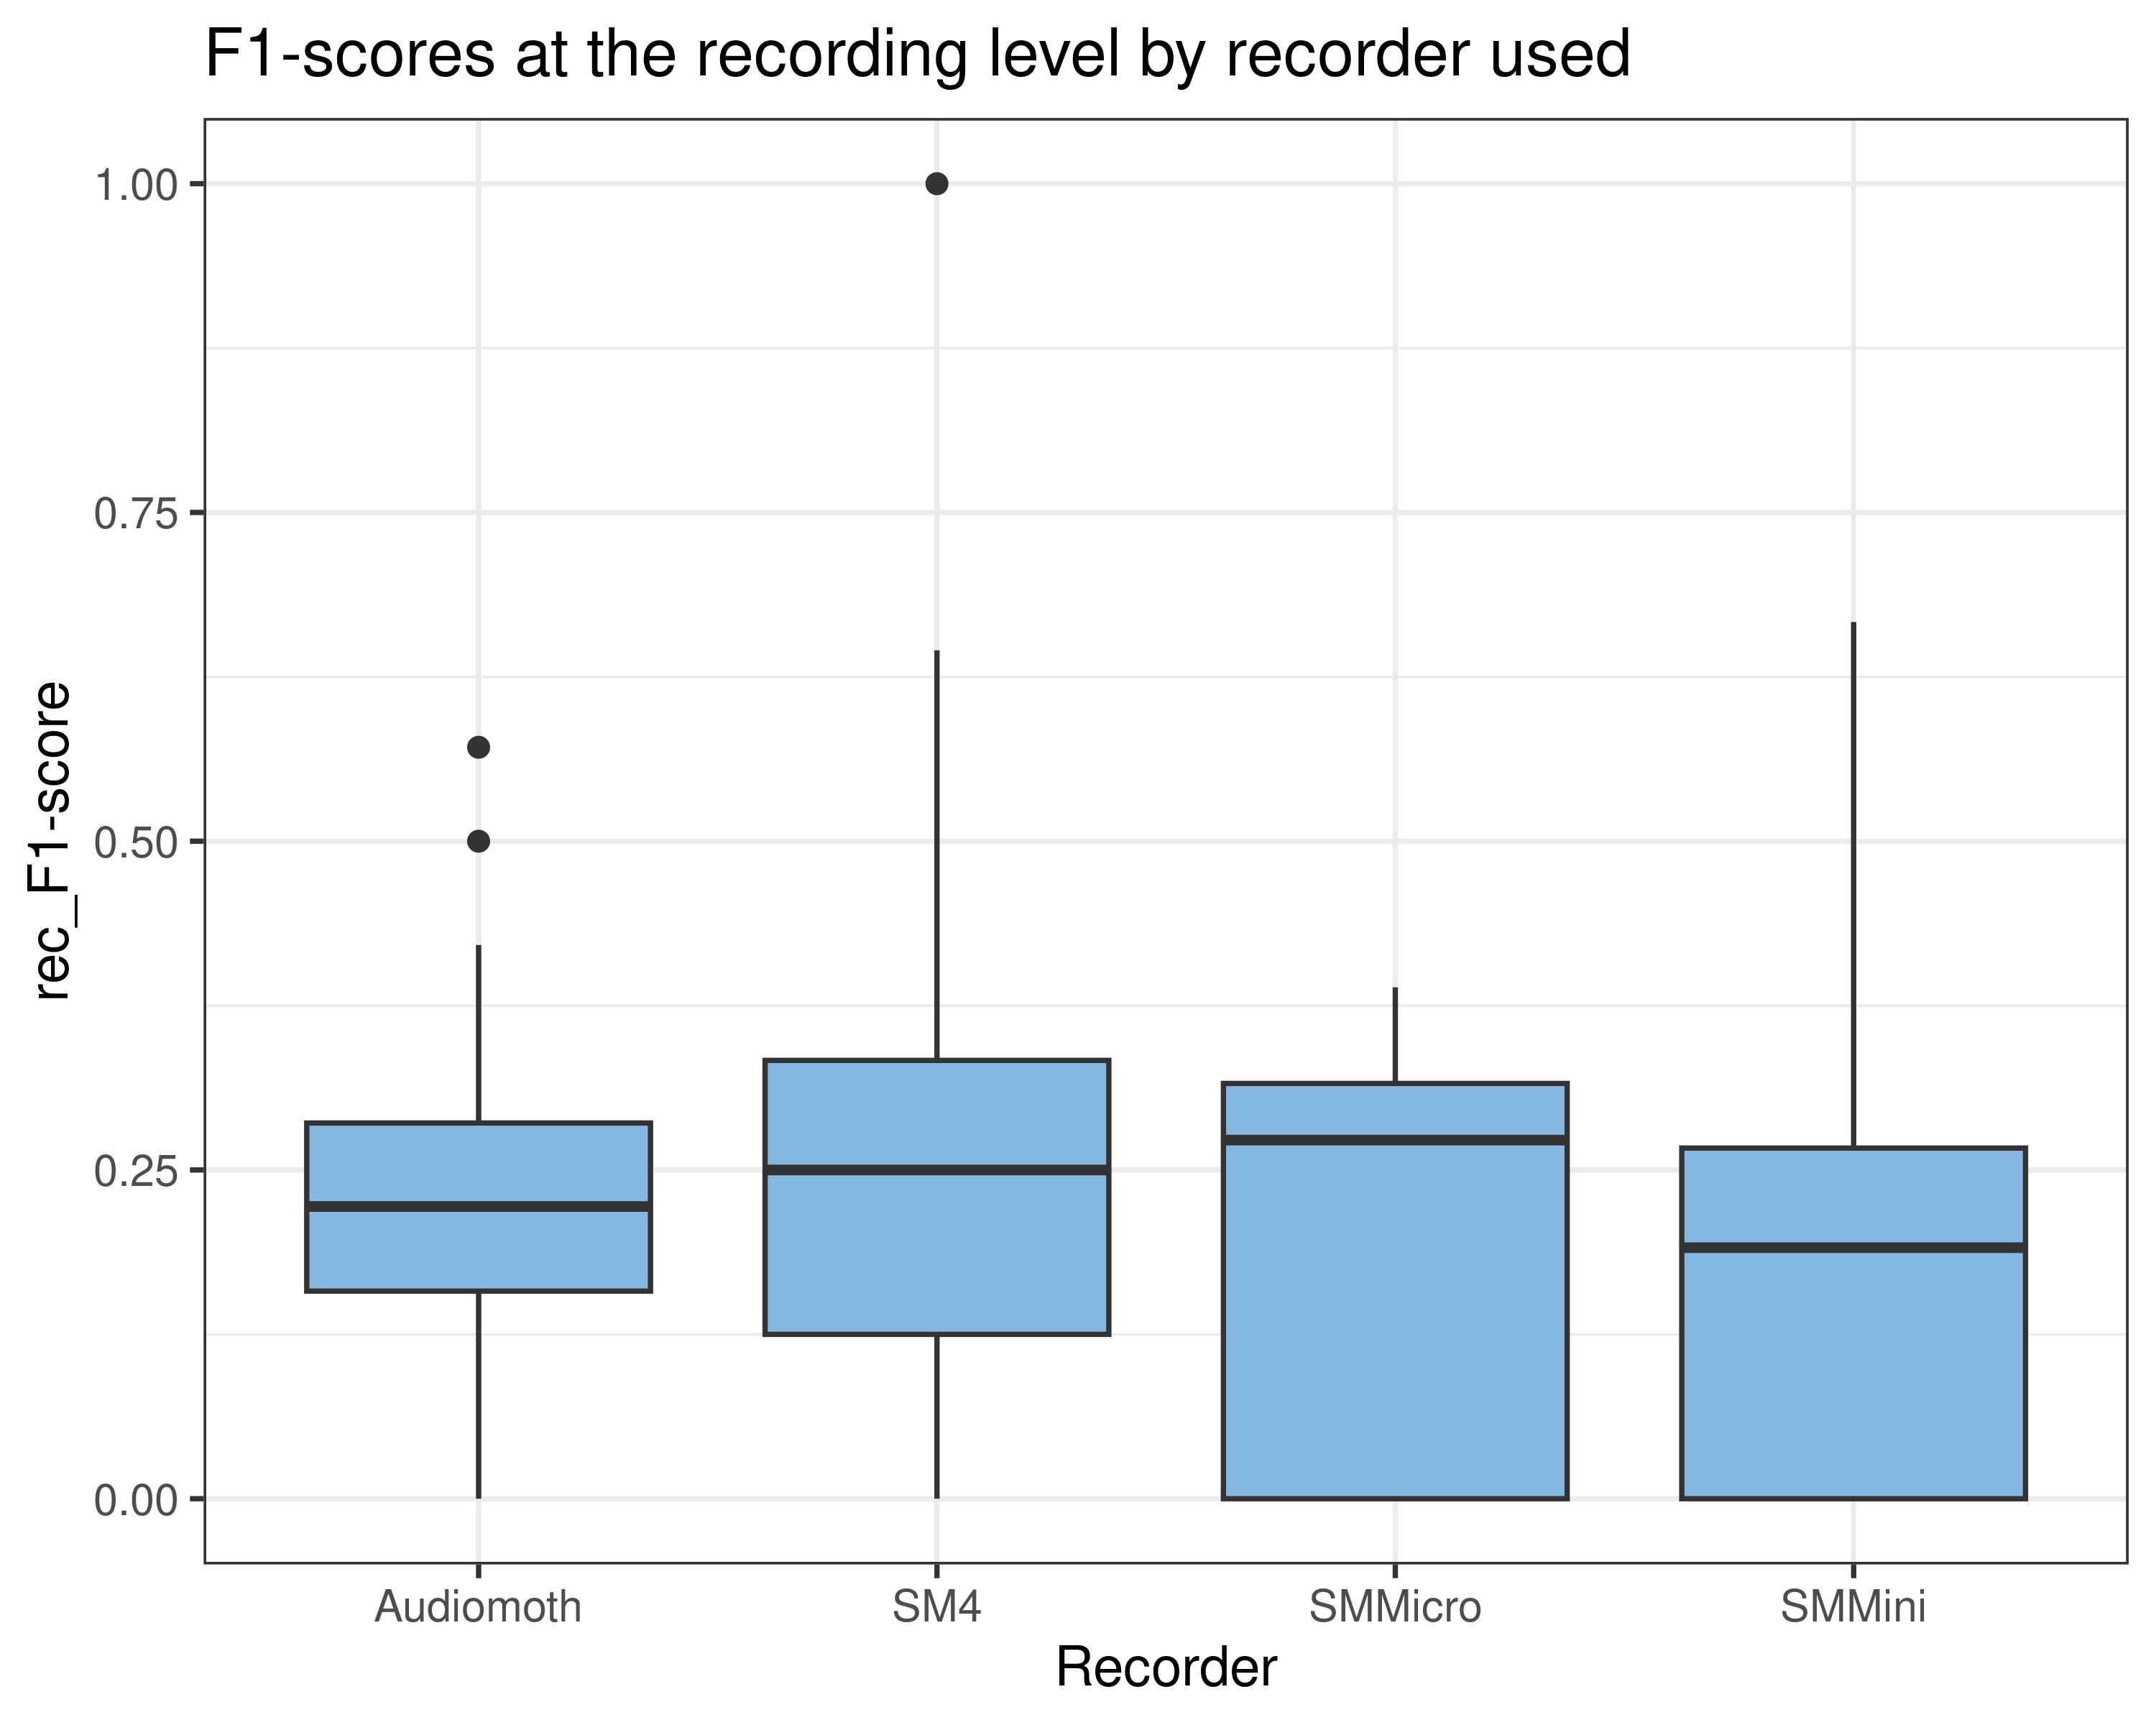 F1-scores at the recording level by recorder used
rec_F1-score
1.00
0.75
0.50
0.25
0.00
Audiomoth
SM4
SMMicro
SMMini
Recorder